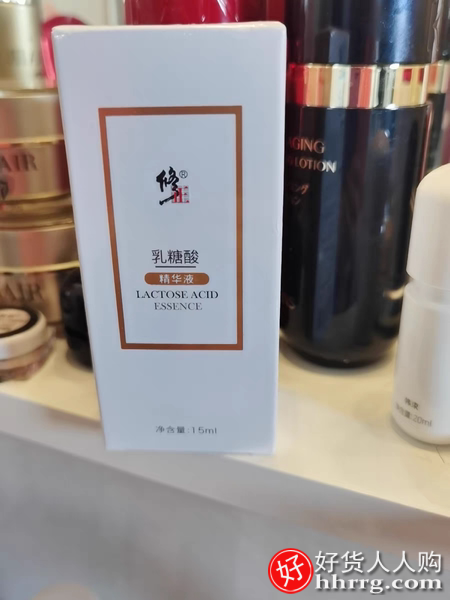 修®
乳糖酸
精华液
LACTOSE ACID
ESSENCE
净含量:15ml
AIR
AIR
GING
LOTION
20ml
好 好货人人购
hhrrg.com